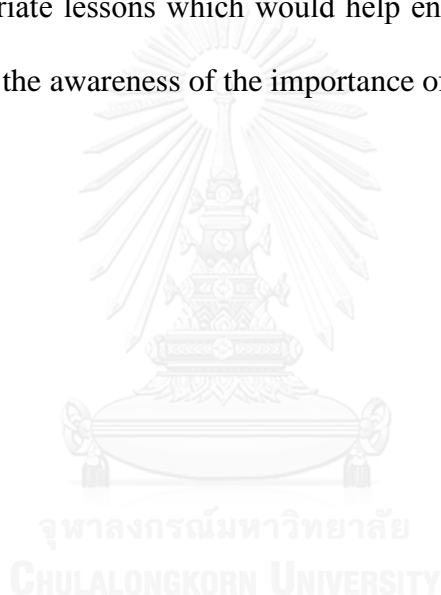 riate lessons which would help en
the awareness of the importance of
จุฬาลงกรณ์มหาวิทยาลัย
CHULALONGKORN UNIVERSITY